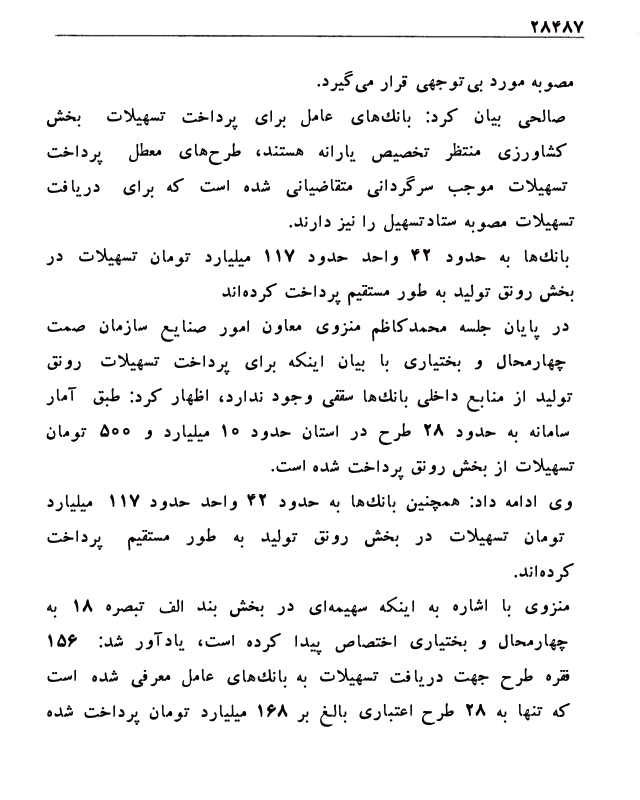 ۲۸۴۸۷
مصوبه مورد بی‌توجهی قرار می‌گیرد.
صالحی بیان کرد: بانك‌های عامل برای پرداخت تسهیلات بخش
کشاورزی منتظر تخصیص یارانه هستند، طرح‌های معطل پرداخت
تسهیلات موجب سرگردانی متقاضیانی شده است که برای دریافت
تسهیلات مصوبه ستادتسهیل را نیز دارند.
بانك‌ها به حدود ۴۲ واحد حدود ۱۱۷ میلیارد تومان تسهیلات در
بخش رونق تولید به طور مستقیم پرداخت کرده‌اند
در پایان جلسه محمدکاظم منزوی معاون امور صنایع سازمان صمت
چهارمحال و بختیاری با بیان اینکه برای پرداخت تسهیلات رونق
تولید از منابع داخلی بانك‌ها سقفی وجود ندارد، اظهار کرد: طبق آمار
سامانه به حدود ۲۸ طرح در استان حدود ۱۰ میلیارد و ۵۰۰ تومان
تسهیلات از بخش رونق پرداخت شده است.
وی ادامه داد: همچنین بانك‌ها به حدود ۴۲ واحد حدود ۱۱۷ میلیارد
تومان تسهیلات در بخش رونق تولید به طور مستقیم پرداخت
کرده‌اند.
منزوی با اشاره به اینکه سهیمه‌ای در بخش بند الف تبصره ۱۸ به
چهارمحال و بختیاری اختصاص پیدا کرده است، یادآور شد: ۱۵۶
فقره طرح جهت دریافت تسهیلات به بانك‌های عامل معرفی شده است
که تنها به ۲۸ طرح اعتباری بالغ بر ۱۶۸ میلیارد تومان پرداخت شده